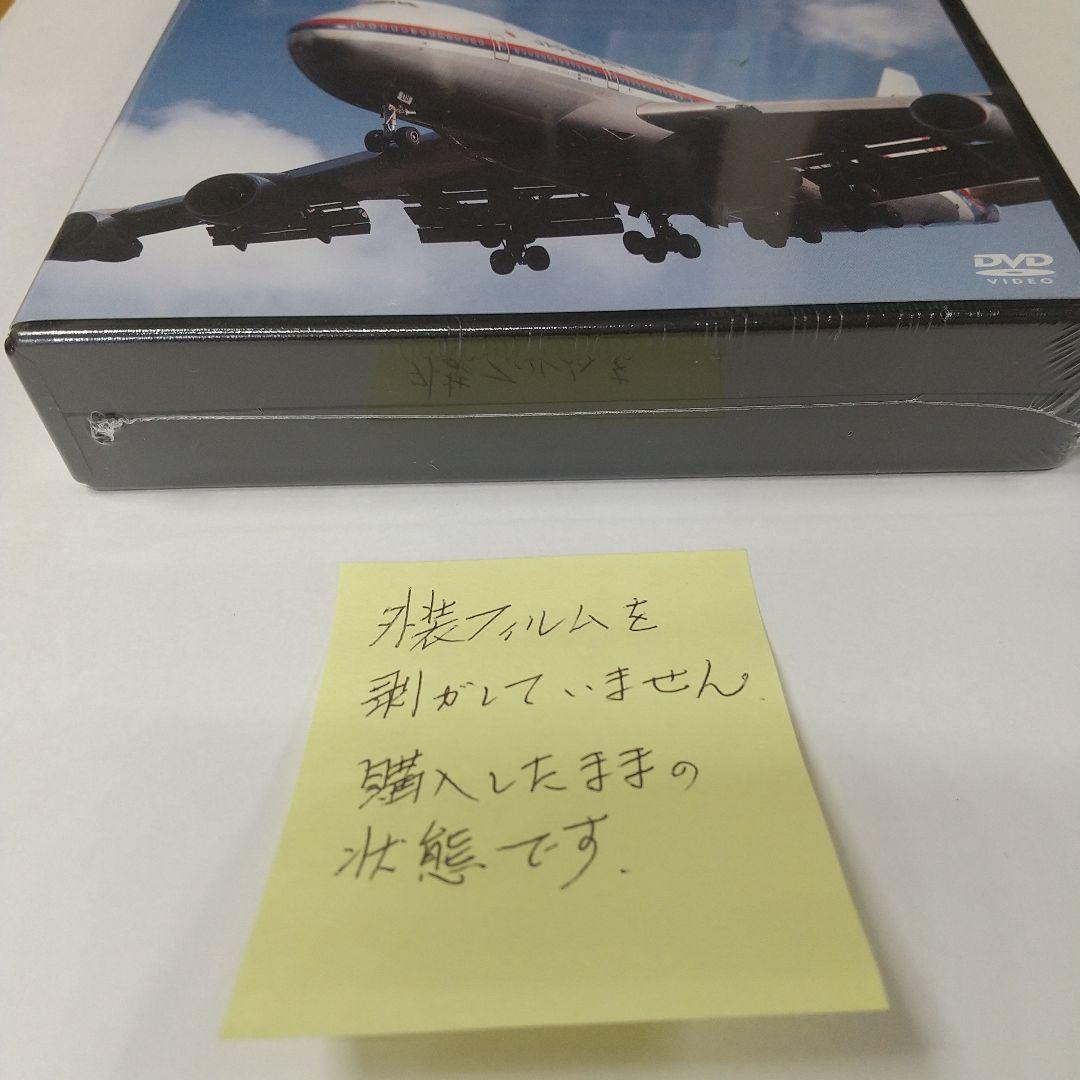 DVD
VIDEO
外装フィルムを
剥がしていません.
購入したままの
状態です.